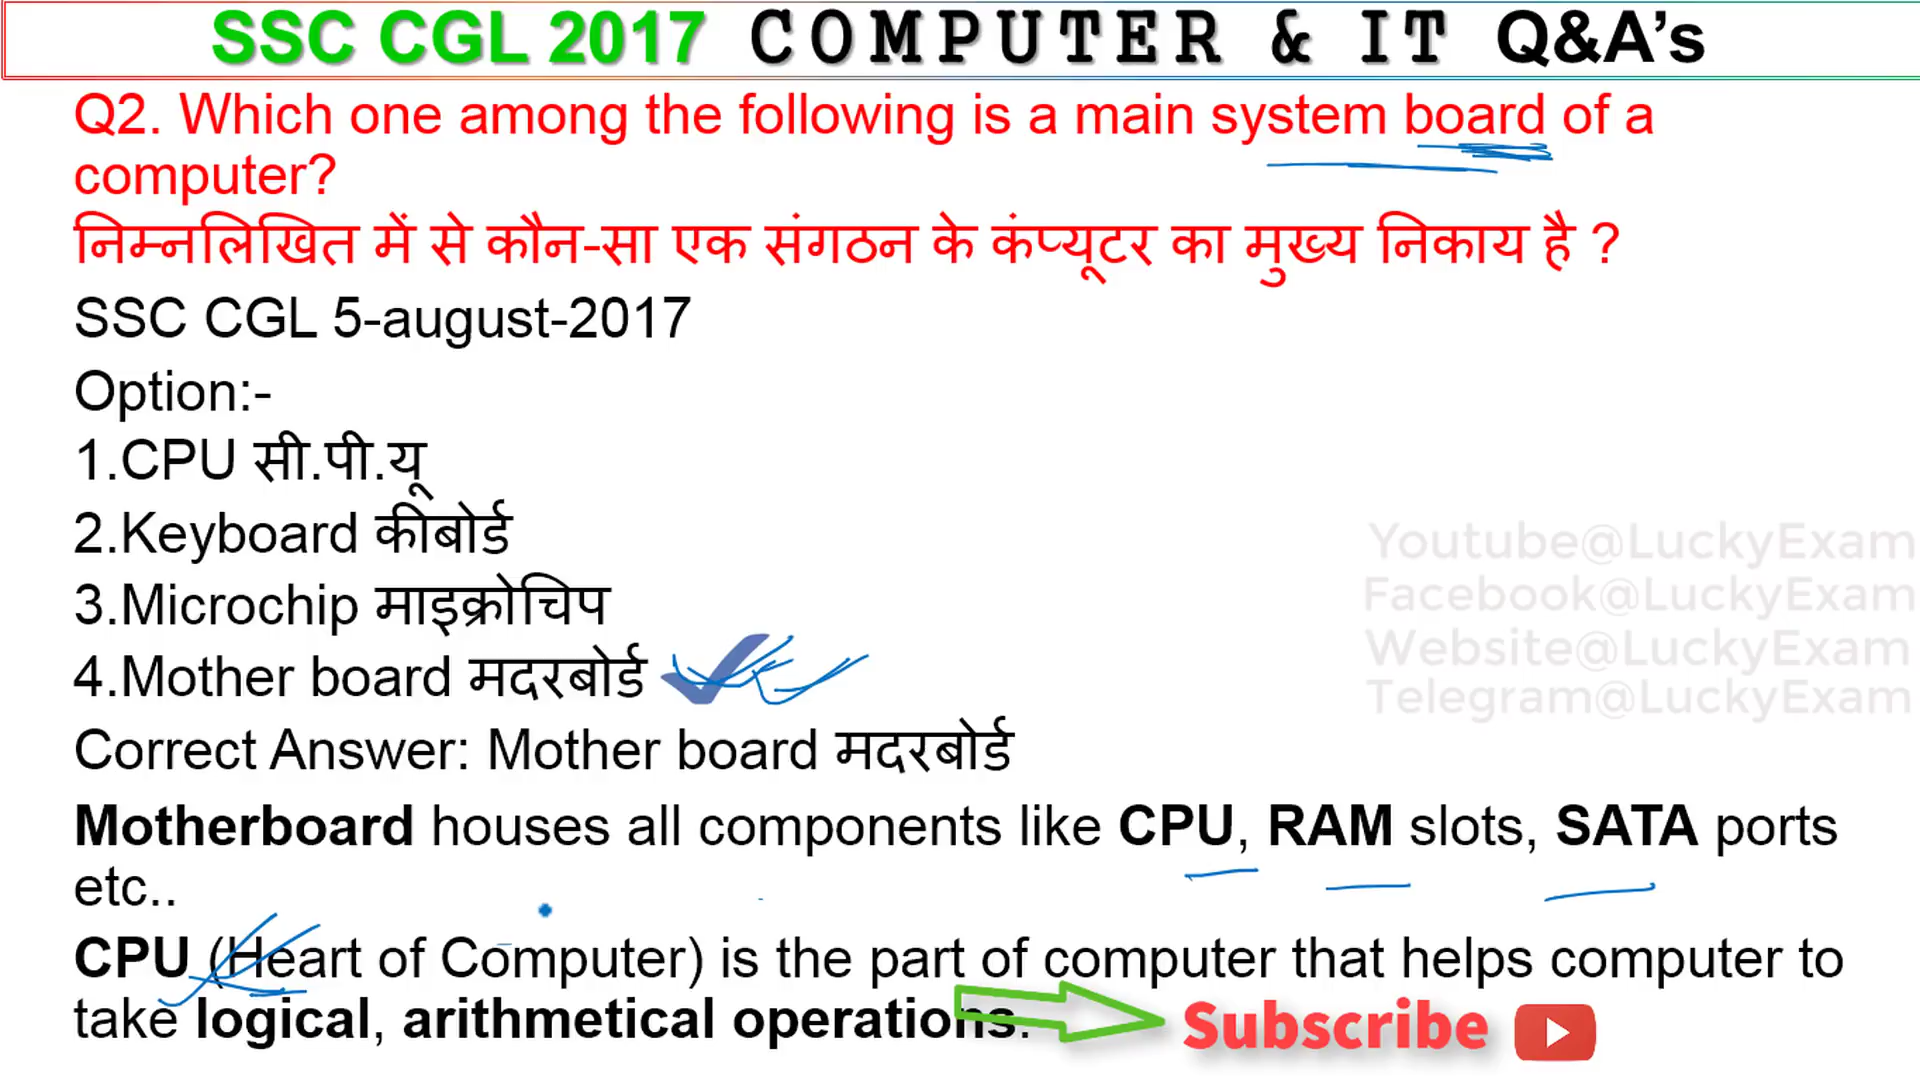 SSC CGL 2017 COMPUTER & IT Q&A's
Q2. Which one among the following is a main system board of a
computer?
निम्नलिखित में से कौन-सा एक संगठन के कंप्यूटर का मुख्य निकाय है ?
SSC CGL 5-august-2017
Option:-
1.CPU सी.पी.यू
2.Keyboard कीबोर्ड
3.Microchip माइक्रोचिप
4.Mother board मदरबोर्ड
Correct Answer: Mother board मदरबोर्ड
Motherboard houses all components like CPU, RAM slots, SATA ports
etc..
CPU (Heart of Computer) is the part of computer that helps computer to
take logical, arithmetical operations.
Subscribe
Youtube@LuckyExam
Facebook@LuckyExam
Website@LuckyExam
Telegram@LuckyExam